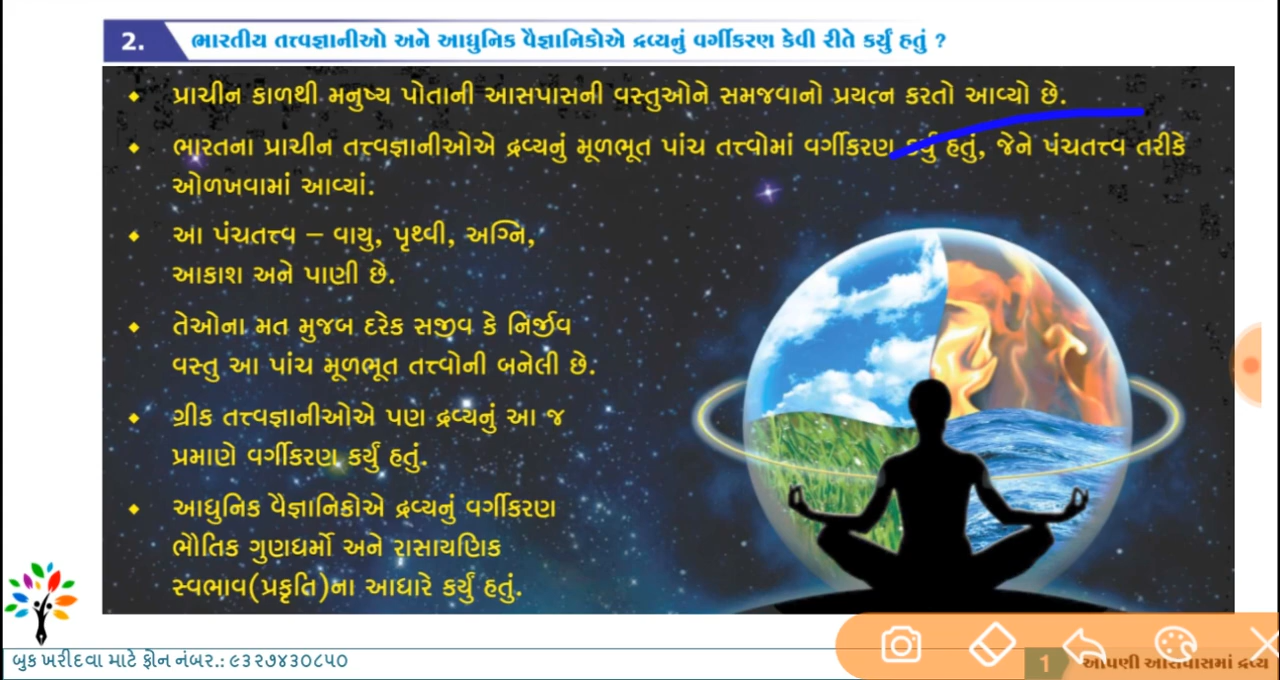 2.
ભારતીય તત્ત્વજ્ઞાનીઓ અને આધુનિક વૈજ્ઞાનિકોએ દ્રવ્યનું વર્ગીકરણ કેવી રીતે કર્યું હતું ?
◆ પ્રાચીન કાળથી મનુષ્ય પોતાની આસપાસની વસ્તુઓને સમજવાનો પ્રયત્ન કરતો આવ્યો છે.
◆ ભારતના પ્રાચીન તત્ત્વજ્ઞાનીઓએ દ્રવ્યનું મૂળભૂત પાંચ તત્ત્વોમાં વર્ગીકરણ કર્યું હતું, જેને પંચતત્ત્વ તરીકે
ઓળખવામાં આવ્યાં.
◆ આ પંચતત્ત્વ – વાયુ, પૃથ્વી, અગ્નિ,
આકાશ અને પાણી છે.
◆ તેઓના મત મુજબ દરેક સજીવ કે નિર્જીવ
વસ્તુ આ પાંચ મૂળભૂત તત્ત્વોની બનેલી છે.
◆ ગ્રીક તત્ત્વજ્ઞાનીઓએ પણ દ્રવ્યનું આ જ
પ્રમાણે વર્ગીકરણ કર્યું હતું.
◆ આધુનિક વૈજ્ઞાનિકોએ દ્રવ્યનું વર્ગીકરણ
ભૌતિક ગુણધર્મો અને રાસાયણિક
સ્વભાવ(પ્રકૃતિ)ના આધારે કર્યું હતું.
બુક ખરીદવા માટે ફોન નંબર.: ૯૩૨૭૪૩૦૮૫૦
1
આપણી આસપાસમાં દ્રવ્ય